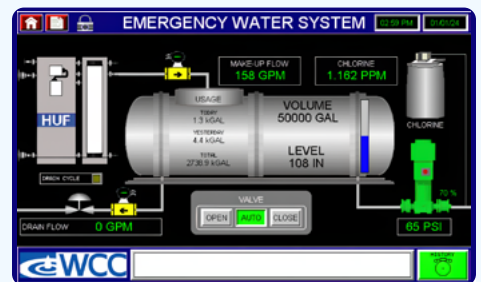 EMERGENCY WATER SYSTEM
02:59 PM
01/01/24
MAKE-UP FLOW
158 GPM
CHLORINE
1.162 PPM
USAGE
TODAY
1.3 kGAL
YESTERDAY
4.4 kGAL
TOTAL
2738.9 kGAL
VOLUME
50000 GAL
LEVEL
108 IN
HUF
CHLORINE
DRAIN CYCLE
VALVE
OPEN
AUTO
CLOSE
70 %
DRAIN FLOW
0 GPM
65 PSI
WCC
HISTORY